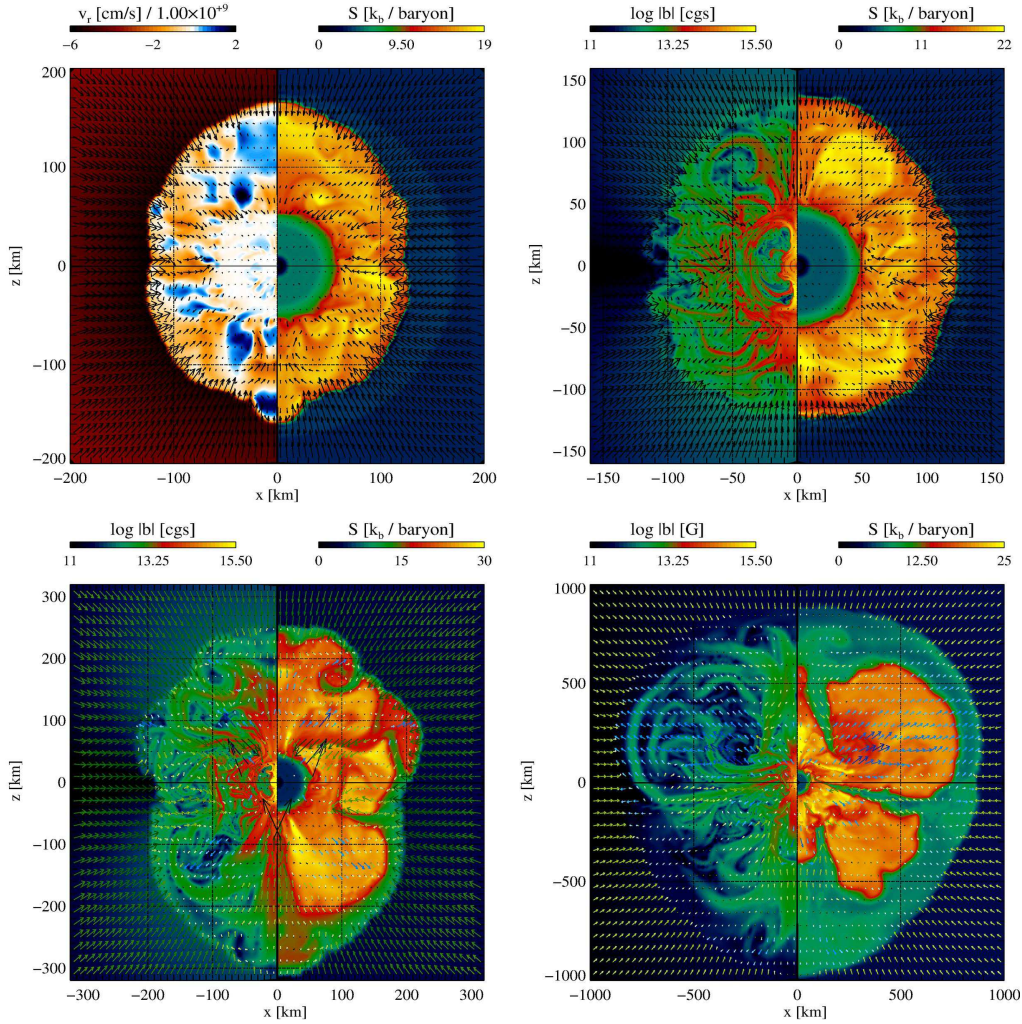 v_r [cm/s] / 1.00×10^{+9} S [k_b / baryon]
−6 −2 2 0 9.50 19
200
100
0
−100
−200
z [km]
−200 −100 0 100 200
x [km]
log |b| [cgs] S [k_b / baryon]
11 13.25 15.50 0 11 22
150
100
50
0
−50
−100
−150
z [km]
−150 −100 −50 0 50 100 150
x [km]
log |b| [cgs] S [k_b / baryon]
11 13.25 15.50 0 15 30
300
200
100
0
−100
−200
−300
z [km]
−300 −200 −100 0 100 200 300
x [km]
log |b| [G] S [k_b / baryon]
11 13.25 15.50 0 12.50 25
1000
500
0
−500
−1000
z [km]
−1000 −500 0 500 1000
x [km]